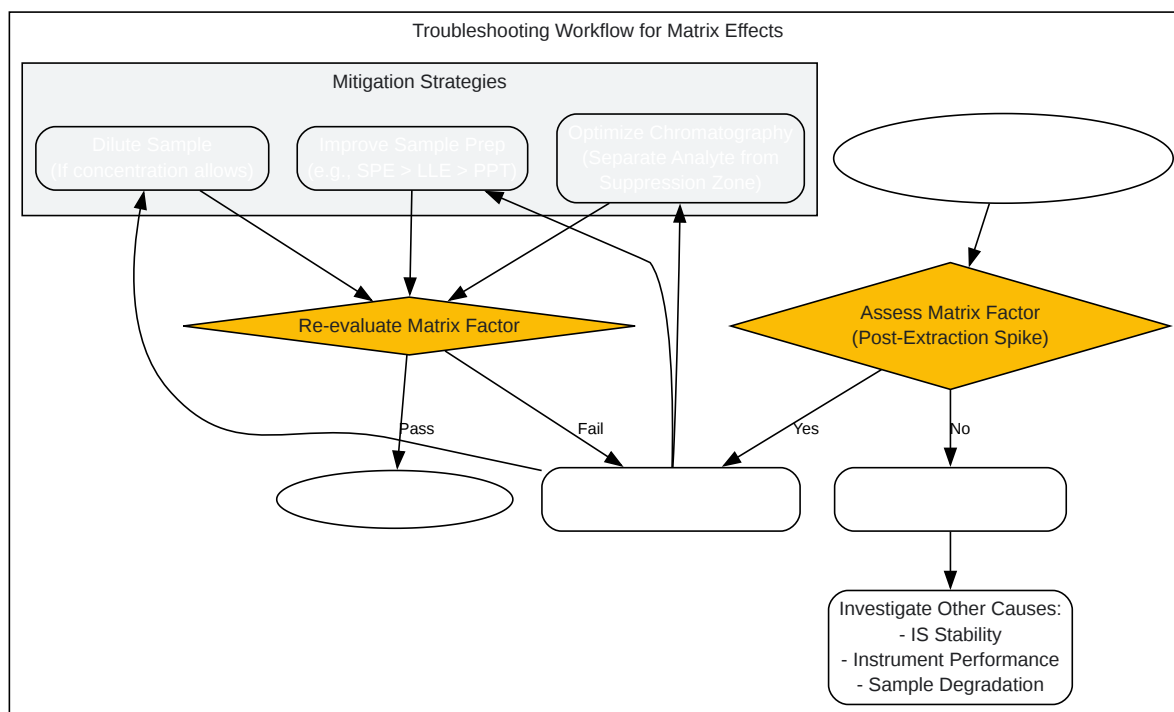 Troubleshooting Workflow for Matrix Effects
Mitigation Strategies
Dilute Sample
(If concentration allows)
Improve Sample Prep
(e.g., SPE > LLE > PPT)
Optimize Chromatography
(Separate Analyte from
Suppression Zone)
Re-evaluate Matrix Factor
Assess Matrix Factor
(Post-Extraction Spike)
Pass
Fail
Yes
No
Investigate Other Causes:
- IS Stability
- Instrument Performance
- Sample Degradation